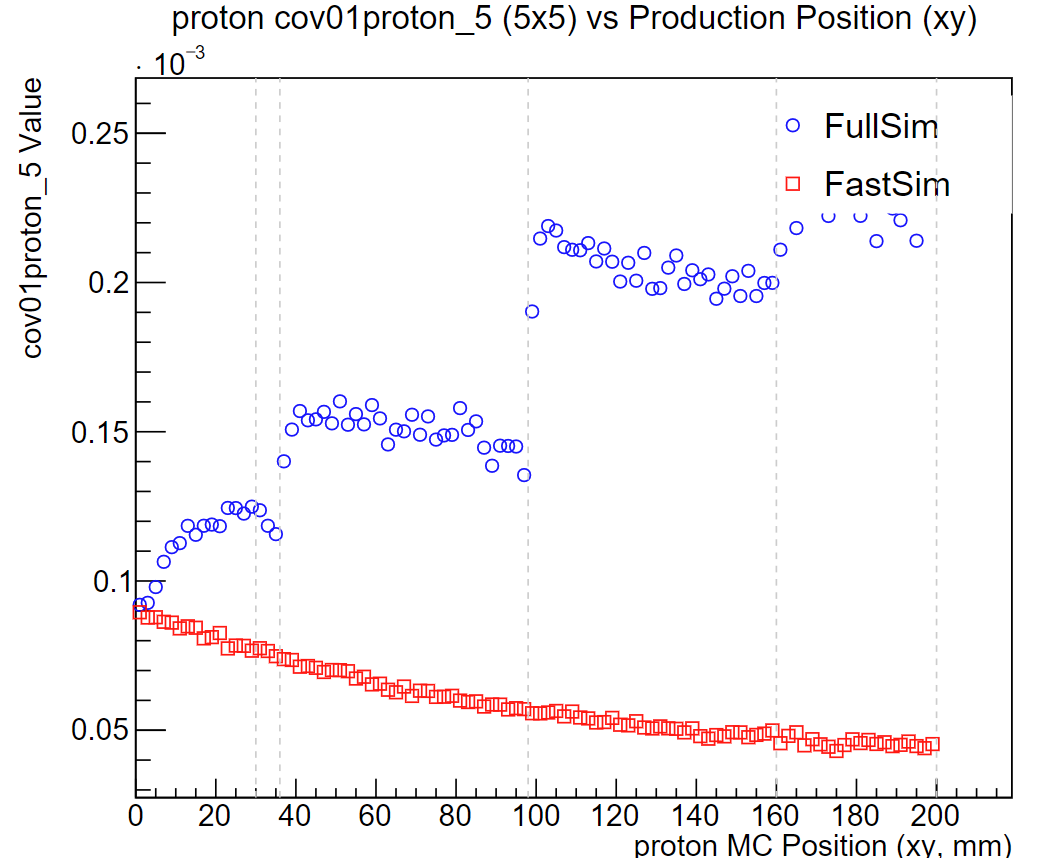 proton cov01proton_5 (5x5) vs Production Position (xy)
· 10⁻³
cov01proton_5 Value
0.25
0.2
0.15
0.1
0.05
FullSim
FastSim
0 20 40 60 80 100 120 140 160 180 200
proton MC Position (xy, mm)